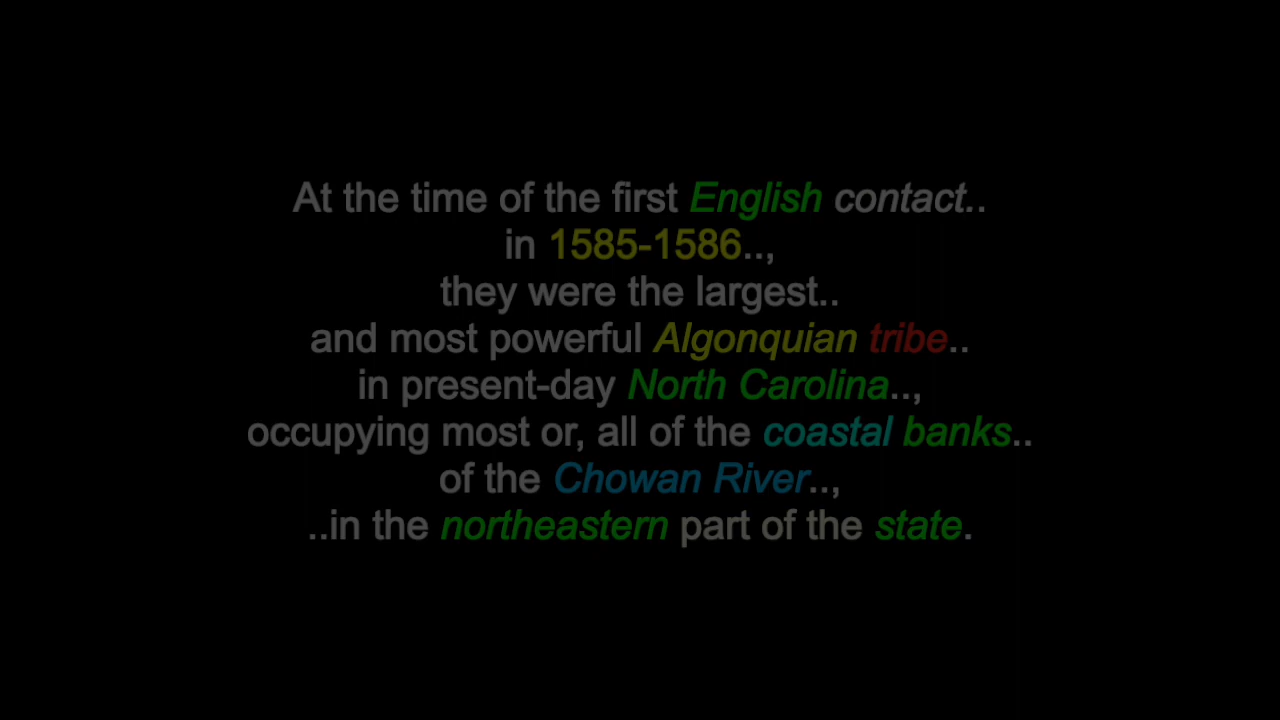 At the time of the first English contact..
in 1585-1586..,
they were the largest..
and most powerful Algonquian tribe..
in present-day North Carolina..,
occupying most or, all of the coastal banks..
of the Chowan River..,
..in the northeastern part of the state.